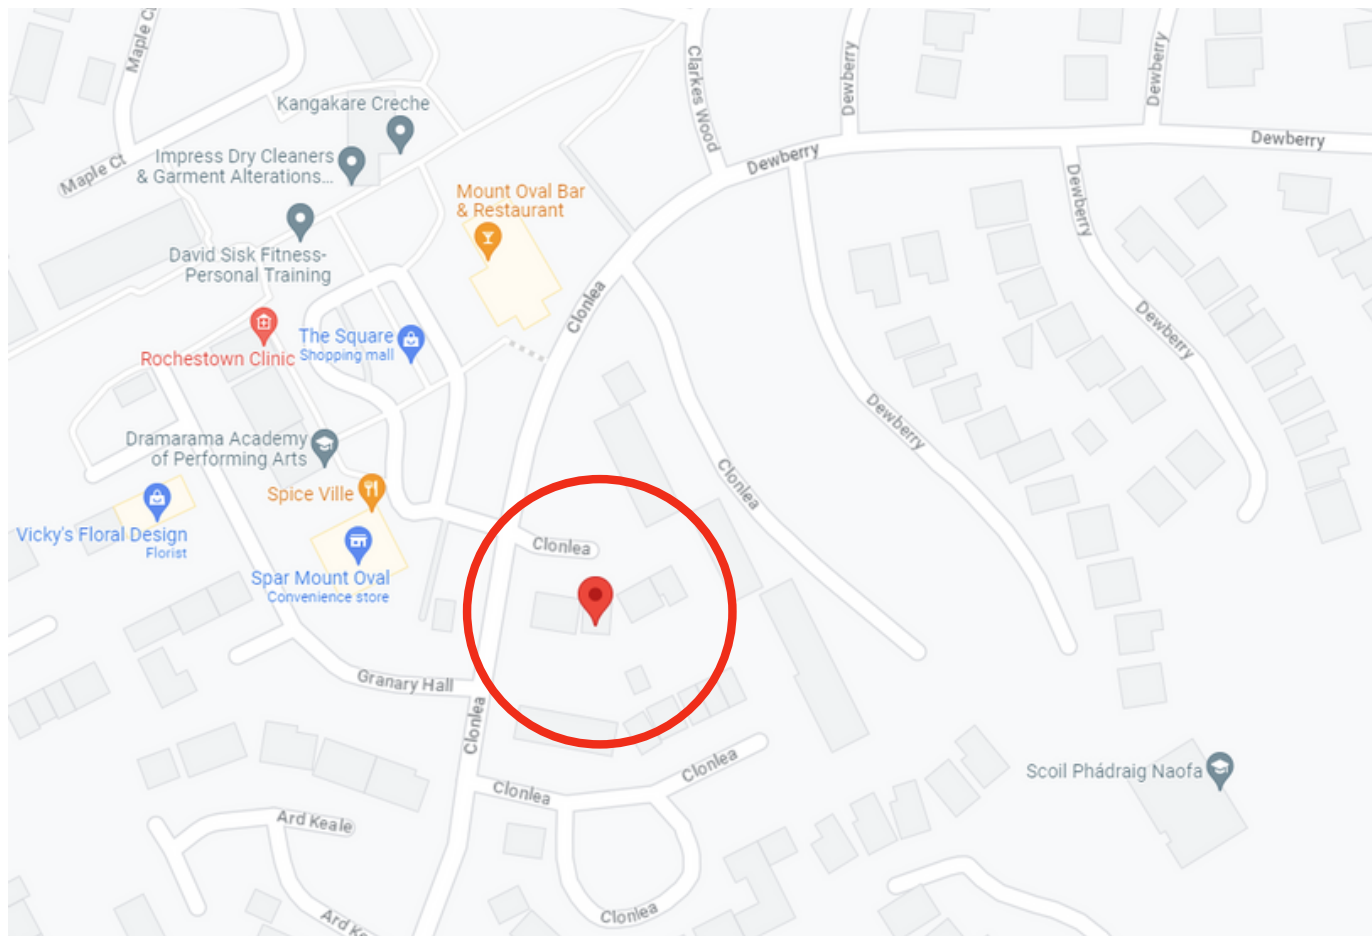 Maple Ct
Clarkes Wood
Dewberry
Dewberry
Kangakare Creche
Dewberry
Dewberry
Impress Dry Cleaners
& Garment Alterations...
Maple Ct
Mount Oval Bar
& Restaurant
Dewberry
David Sisk Fitness-
Personal Training
Clonlea
The Square
Shopping mall
Rochestown Clinic
Dewberry
Dewberry
Dramarama Academy
of Performing Arts
Clonlea
Spice Ville
Vicky's Floral Design
Florist
Clonlea
Spar Mount Oval
Convenience store
Granary Hall
Clonlea
Clonlea
Scoil Phádraig Naofa
Clonlea
Ard Keale
Clonlea